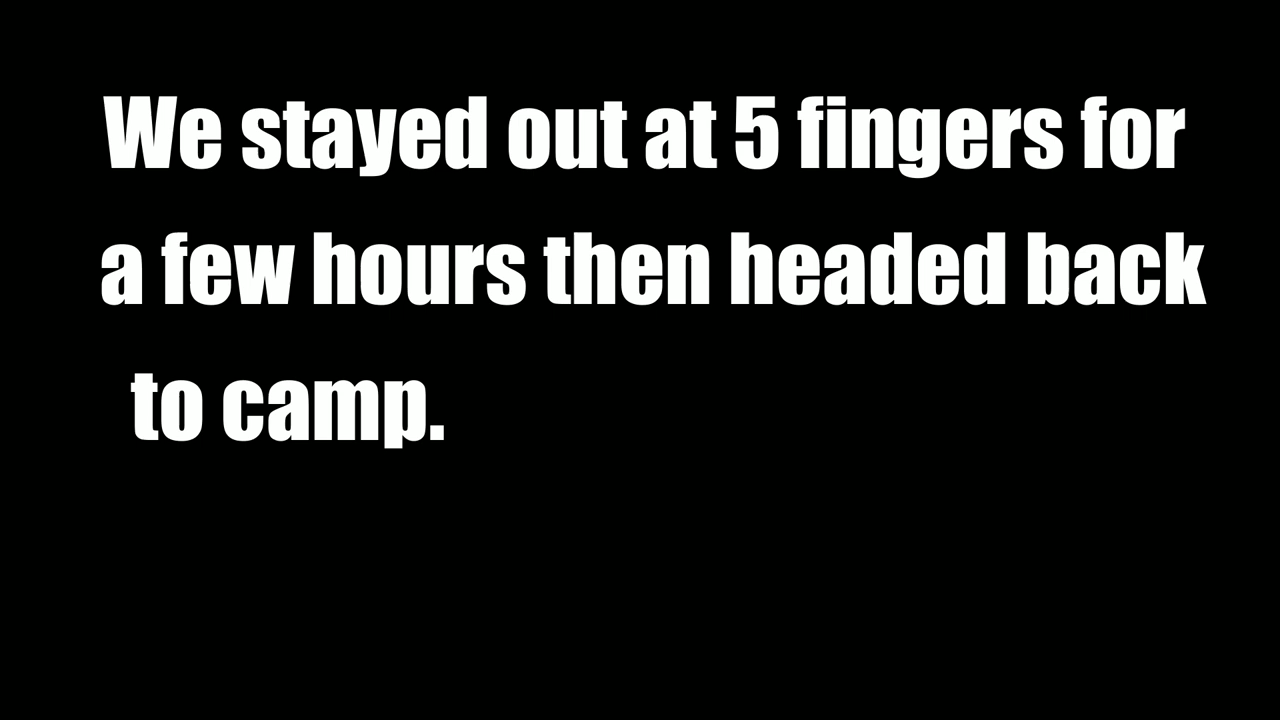 We stayed out at 5 fingers for
a few hours then headed back
to camp.